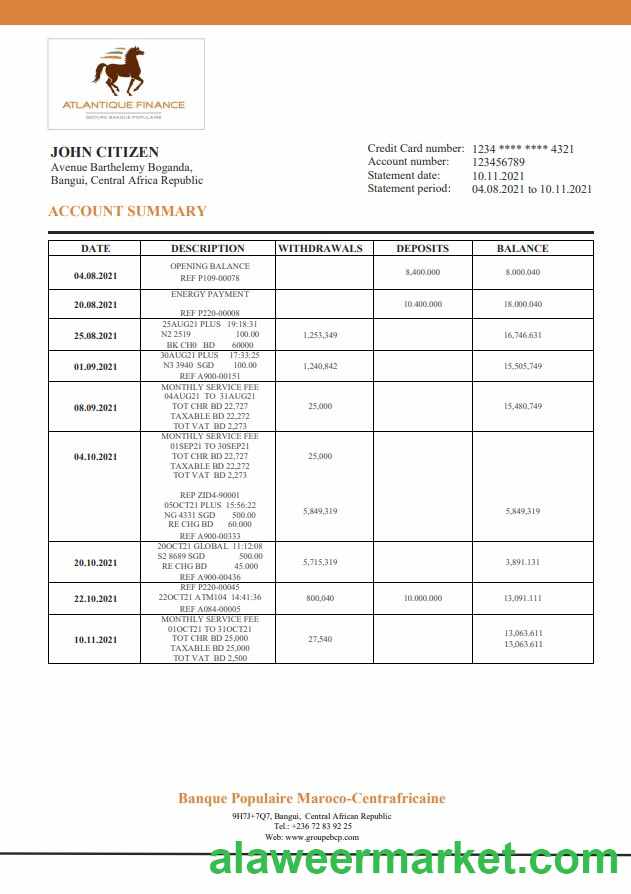 ATLANTIQUE FINANCE
GROUPE BANQUE POPULAIRE
JOHN CITIZEN
Avenue Barthelemy Boganda,
Bangui, Central Africa Republic
Credit Card number: 1234 **** **** 4321
Account number: 123456789
Statement date: 10.11.2021
Statement period: 04.08.2021 to 10.11.2021
ACCOUNT SUMMARY
DATE DESCRIPTION WITHDRAWALS DEPOSITS BALANCE
04.08.2021
OPENING BALANCE
REF P109-00078
8,400.000
8.000.040
20.08.2021
ENERGY PAYMENT
REF P220-00008
10.400.000
18.000.040
25.08.2021
25AUG21 PLUS 19:18:31
N2 2519 100.00
BK CH0 BD 60000
1,253,349
16,746.631
01.09.2021
30AUG21 PLUS 17:33:25
N3 3940 SGD 100.00
REF A900-00151
1,240,842
15,505,749
08.09.2021
MONTHLY SERVICE FEE
04AUG21 TO 31AUG21
TOT CHR BD 22,727
TAXABLE BD 22,272
TOT VAT BD 2,273
25,000
15,480,749
04.10.2021
MONTHLY SERVICE FEE
01SEP21 TO 30SEP21
TOT CHR BD 22,727
TAXABLE BD 22,272
TOT VAT BD 2,273
25,000
REP ZID4-90001
05OCT21 PLUS 15:56:22
NG 4331 SGD 500.00
RE CHG BD 60.000
REF A900-00333
5,849,319
5,849,319
20.10.2021
20OCT21 GLOBAL 11:12:08
S2 8689 SGD 500.00
RE CHG BD 45.000
REF A900-00436
5,715,319
3,891.131
22.10.2021
REF P220-00045
22OCT21 ATM104 14:41:36
REF A084-00005
800,040
10.000.000
13,091.111
10.11.2021
MONTHLY SERVICE FEE
01OCT21 TO 31OCT21
TOT CHR BD 25,000
TAXABLE BD 25,000
TOT VAT BD 2,500
27,540
13,063.611
13,063.611
Banque Populaire Maroco-Centrafricaine
9H7J+7Q7, Bangui, Central African Republic
Tel.: +236 72 83 92 25
Web: www.groupebcp.com
alaweermarket.com